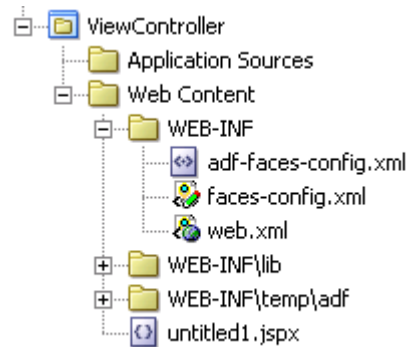 ViewController
Application Sources
Web Content
WEB-INF
adf-faces-config.xml
faces-config.xml
web.xml
WEB-INF\lib
WEB-INF\temp\adf
untitled1.jspx